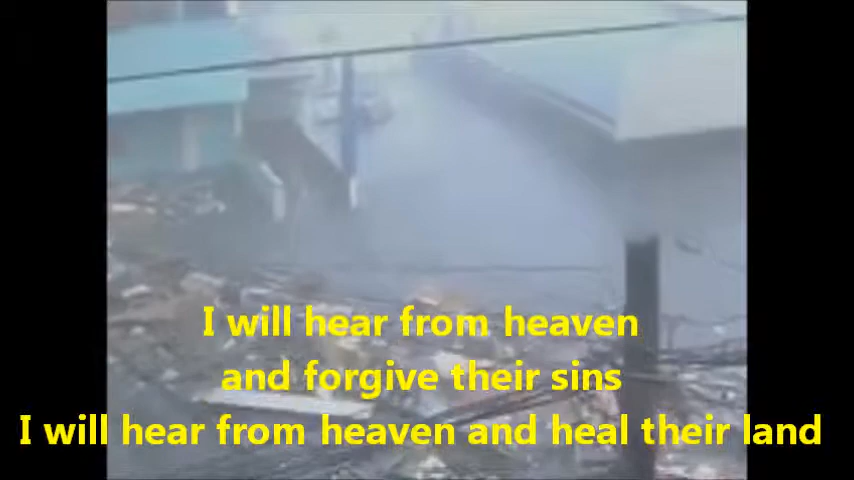 I will hear from heaven
and forgive their sins
I will hear from heaven and heal their land